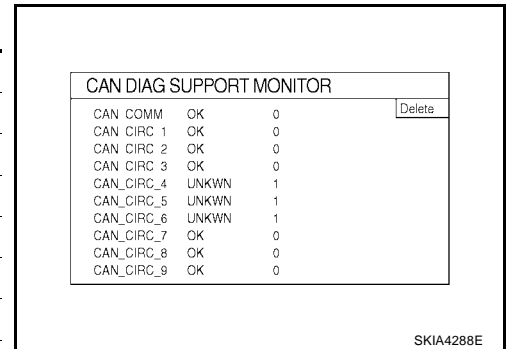 CAN DIAG SUPPORT MONITOR
Delete
CAN COMM OK 0
CAN CIRC 1 OK 0
CAN CIRC 2 OK 0
CAN CIRC 3 OK 0
CAN_CIRC_4 UNKWN 1
CAN_CIRC_5 UNKWN 1
CAN_CIRC_6 UNKWN 1
CAN_CIRC_7 OK 0
CAN_CIRC_8 OK 0
CAN_CIRC_9 OK 0
SKIA4288E